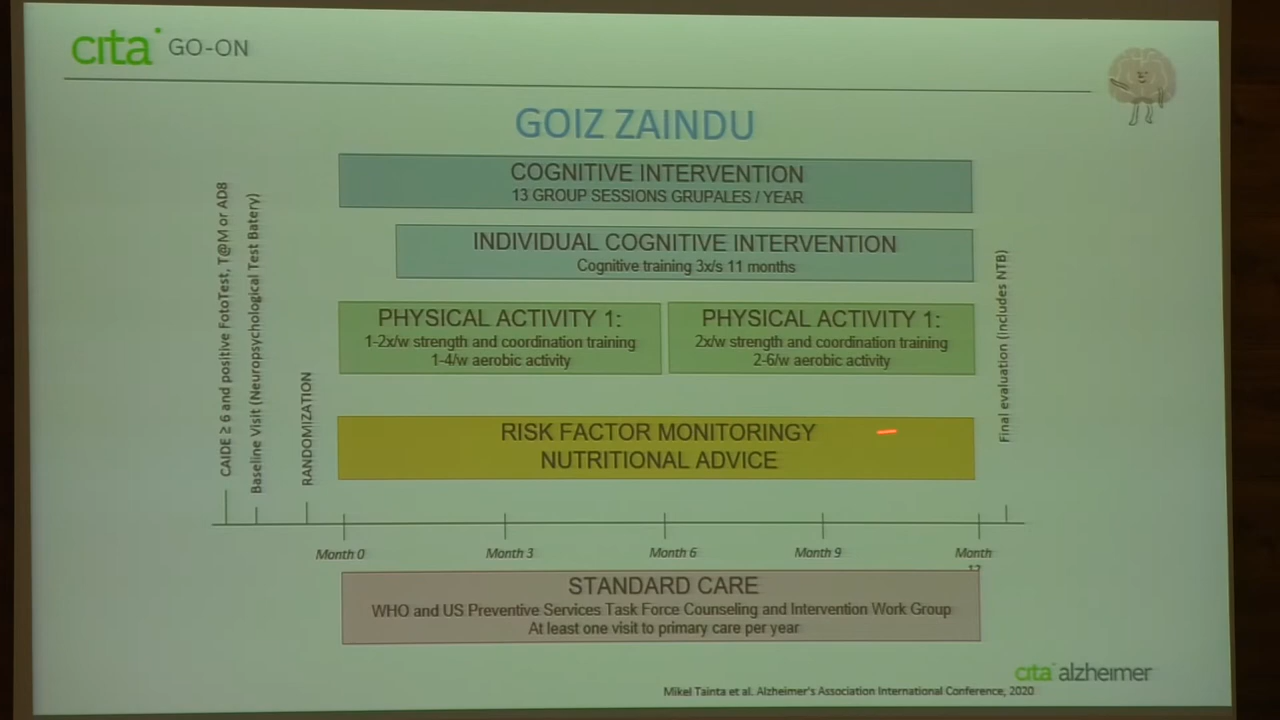 cita GO-ON
GOIZ ZAINDU
COGNITIVE INTERVENTION
13 GROUP SESSIONS GRUPALES / YEAR
INDIVIDUAL COGNITIVE INTERVENTION
Cognitive training 3x/s 11 months
PHYSICAL ACTIVITY 1:
1-2x/w strength and coordination training
1-4/w aerobic activity
PHYSICAL ACTIVITY 1:
2x/w strength and coordination training
2-6/w aerobic activity
RISK FACTOR MONITORINGY
NUTRITIONAL ADVICE
CAIDE ≥ 6 and positive FotoTest, T@M or AD8
Baseline Visit (Neuropsychological Test Batery)
RANDOMIZATION
Final evaluation (includes NTB)
Month 0
Month 3
Month 6
Month 9
Month
STANDARD CARE
WHO and US Preventive Services Task Force Counseling and Intervention Work Group
At least one visit to primary care per year
cita alzheimer
Mikel Tainta et al. Alzheimer's Association International Conference, 2020